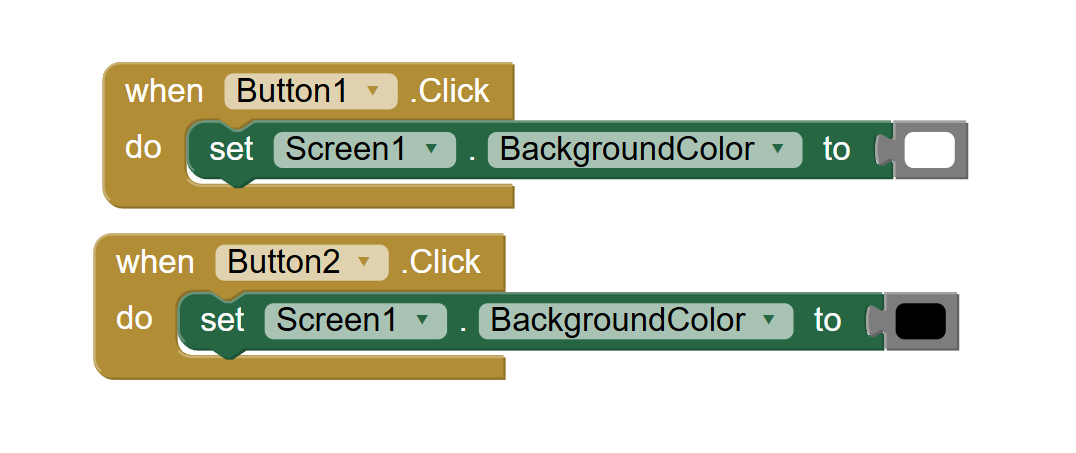 when Button1 .Click
do set Screen1 . BackgroundColor to
when Button2 .Click
do set Screen1 . BackgroundColor to